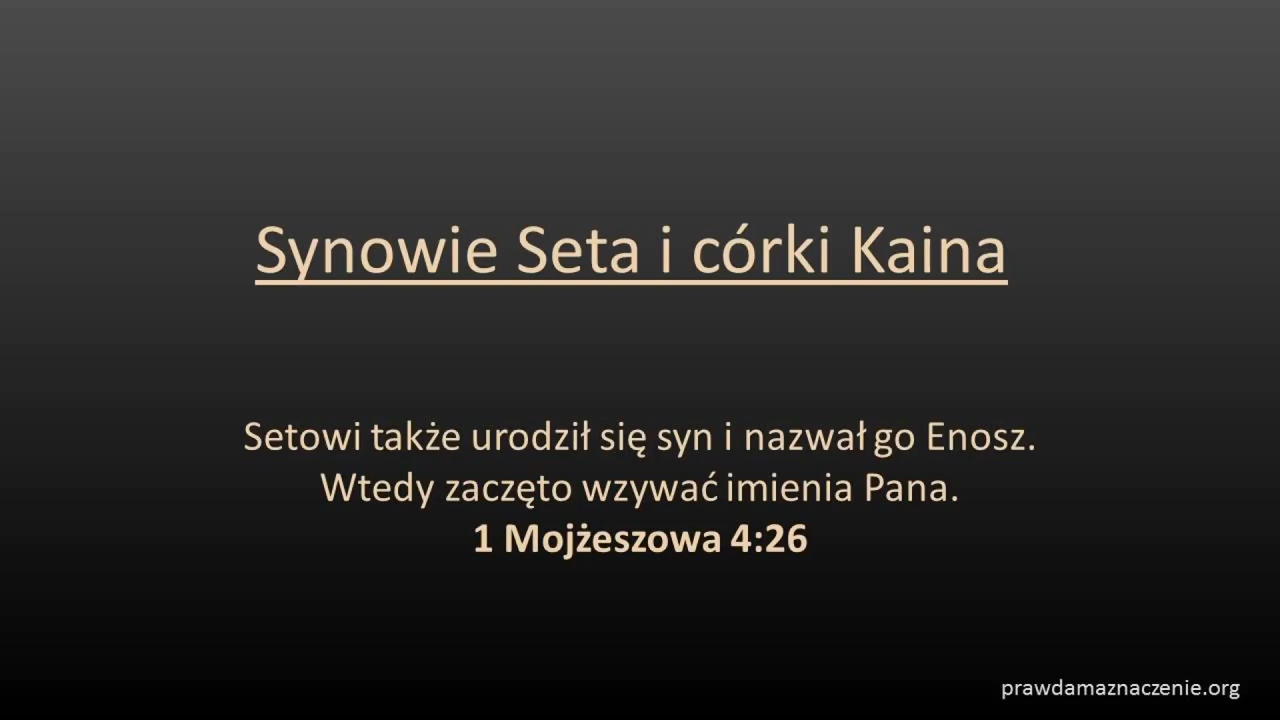 Synowie Seta i córki Kaina
Setowi także urodził się syn i nazwał go Enosz.
Wtedy zaczęto wzywać imienia Pana.
1 Mojżeszowa 4:26
prawdamaznaczenie.org